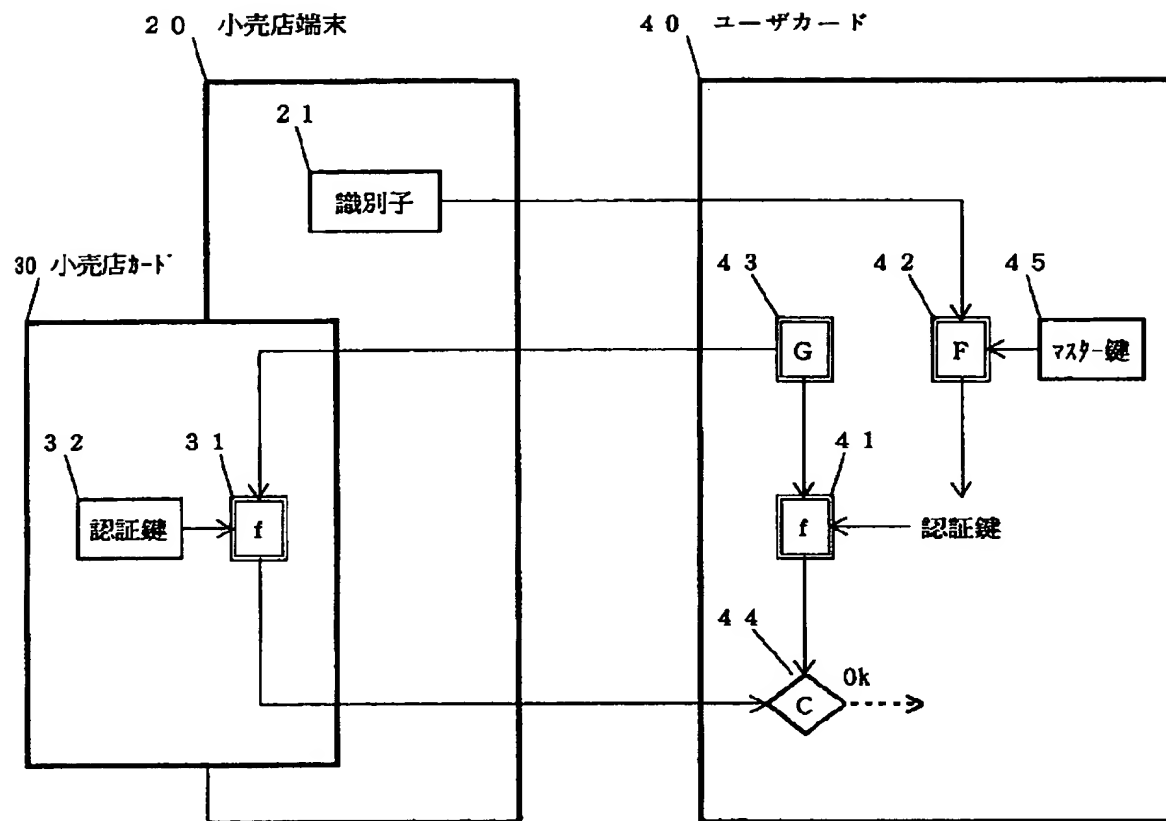 ２０ 小売店端末
４０ ユーザカード
２１
識別子
30 小売店ｶｰﾄﾞ
４３
４２
４５
G
F
ﾏｽﾀｰ鍵
３２
３１
４１
認証鍵
f
f
認証鍵
４４
Ok
C